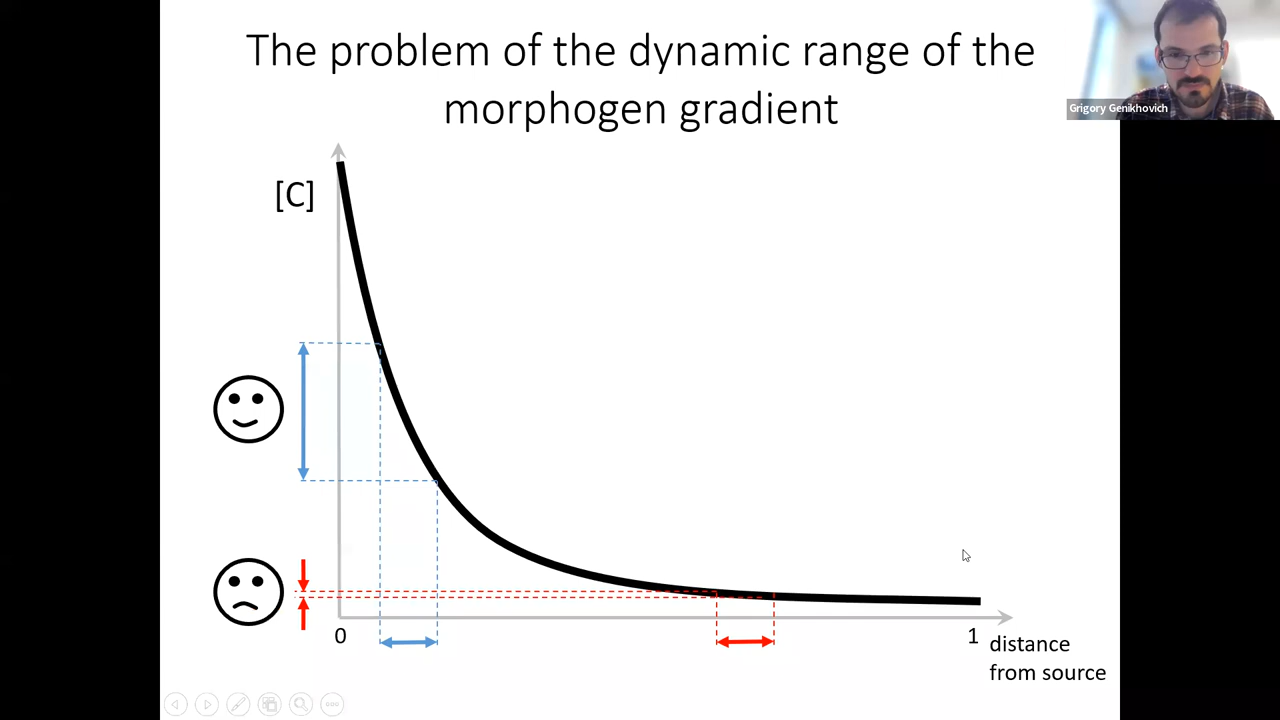 The problem of the dynamic range of the
morphogen gradient
Grigory Genikhovich
[C]
0
1
distance
from source